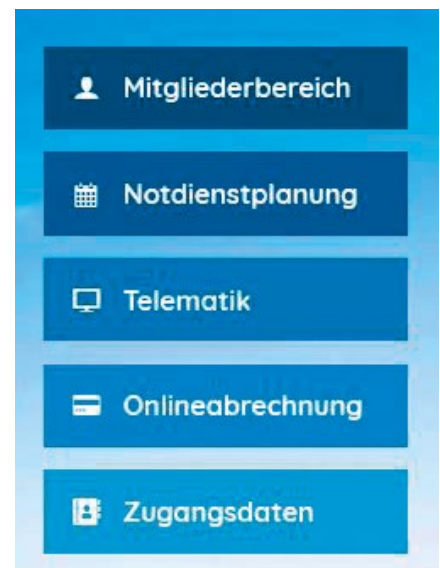 Mitgliederbereich
Notdienstplanung
Telematik
Onlineabrechnung
Zugangsdaten